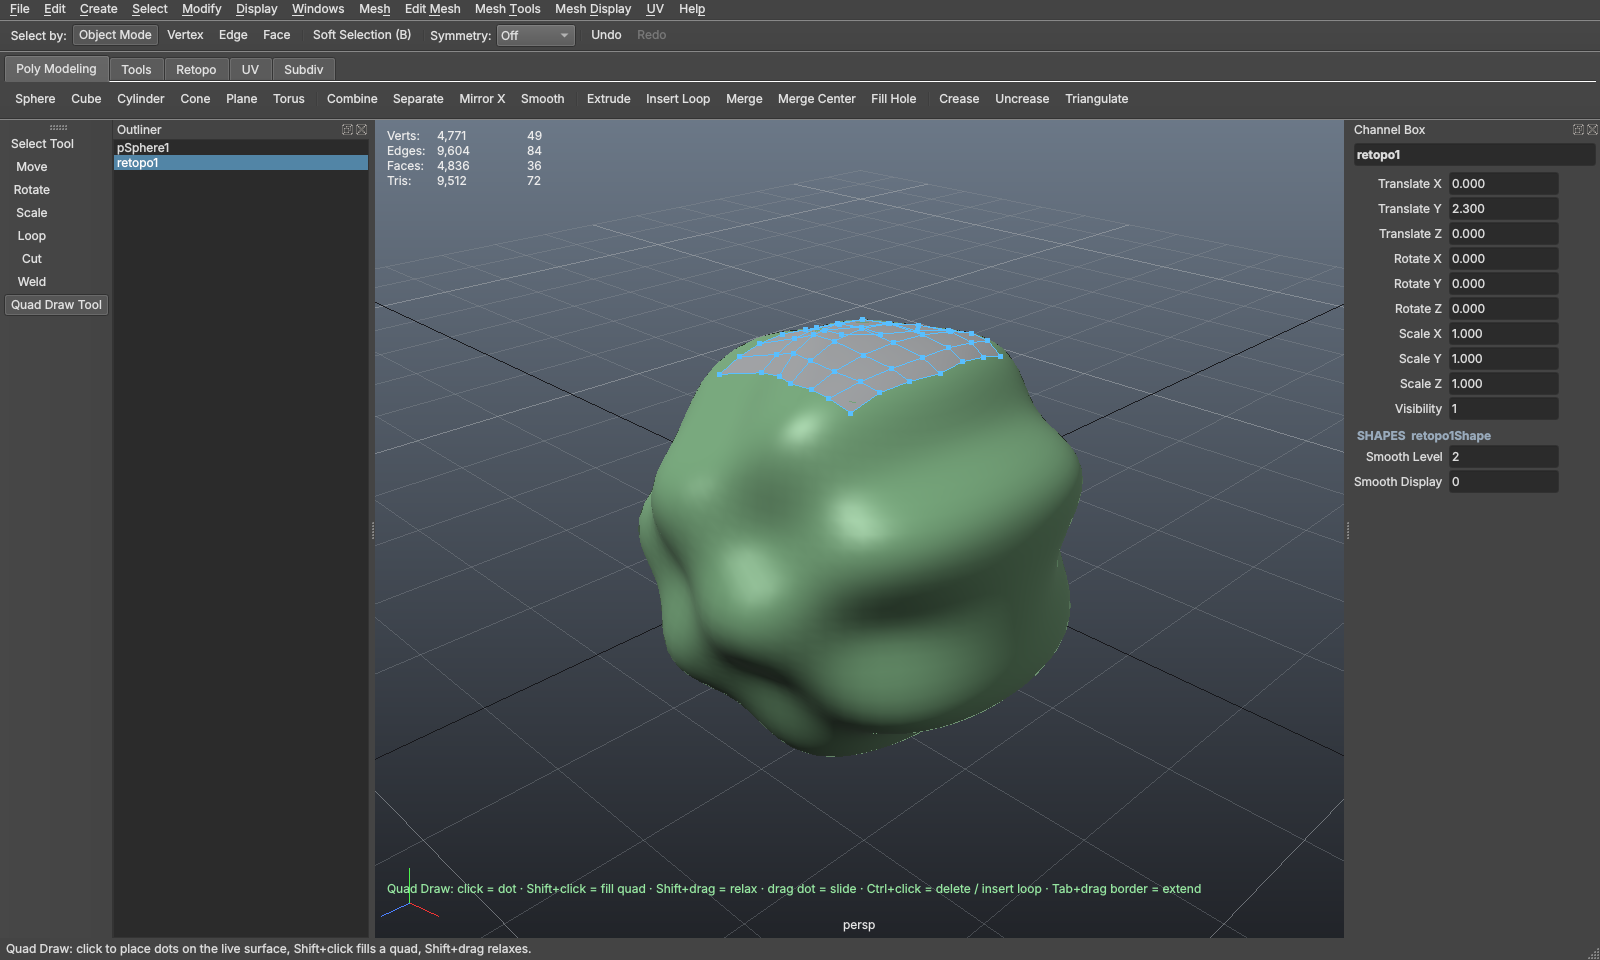 File Edit Create Select Modify Display Windows Mesh Edit Mesh Mesh Tools Mesh Display UV Help
Select by: Object Mode Vertex Edge Face Soft Selection (B) Symmetry: Off Undo Redo
Poly Modeling Tools Retopo UV Subdiv
Sphere Cube Cylinder Cone Plane Torus Combine Separate Mirror X Smooth Extrude Insert Loop Merge Merge Center Fill Hole Crease Uncrease Triangulate
Select Tool
Move
Rotate
Scale
Loop
Cut
Weld
Quad Draw Tool
Outliner
pSphere1
retopo1
Verts: 4,771 49
Edges: 9,604 84
Faces: 4,836 36
Tris: 9,512 72
Quad Draw: click = dot · Shift+click = fill quad · Shift+drag = relax · drag dot = slide · Ctrl+click = delete / insert loop · Tab+drag border = extend
persp
Channel Box
retopo1
Translate X 0.000
Translate Y 2.300
Translate Z 0.000
Rotate X 0.000
Rotate Y 0.000
Rotate Z 0.000
Scale X 1.000
Scale Y 1.000
Scale Z 1.000
Visibility 1
SHAPES retopo1Shape
Smooth Level 2
Smooth Display 0
Quad Draw: click to place dots on the live surface, Shift+click fills a quad, Shift+drag relaxes.